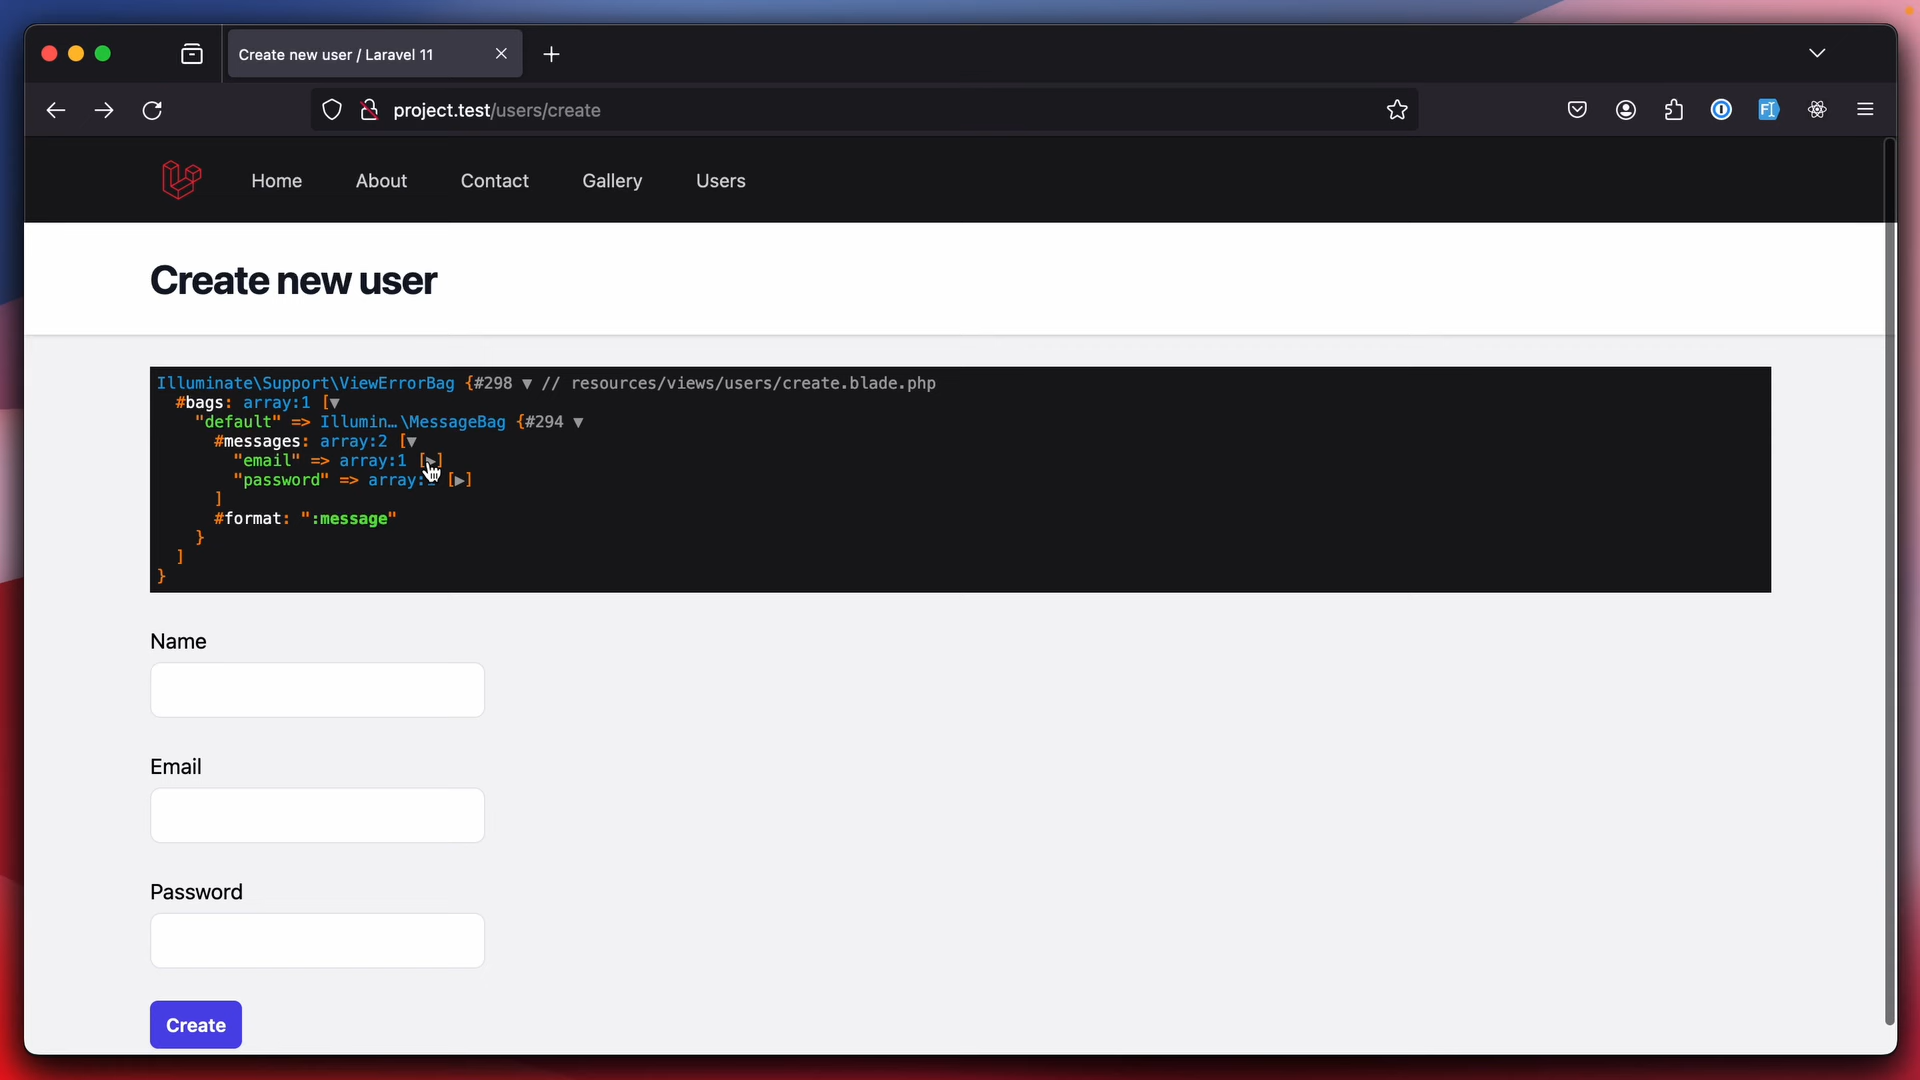 Create new user / Laravel 11
project.test/users/create
Home
About
Contact
Gallery
Users
Create new user
Illuminate\Support\ViewErrorBag {#298 ▼ // resources/views/users/create.blade.php
#bags: array:1 [▼
"default" => Illumin…\MessageBag {#294 ▼
#messages: array:2 [▼
"email" => array:1 [▶]
"password" => array: [▶]
]
#format: ":message"
}
]
}
Name
Email
Password
Create